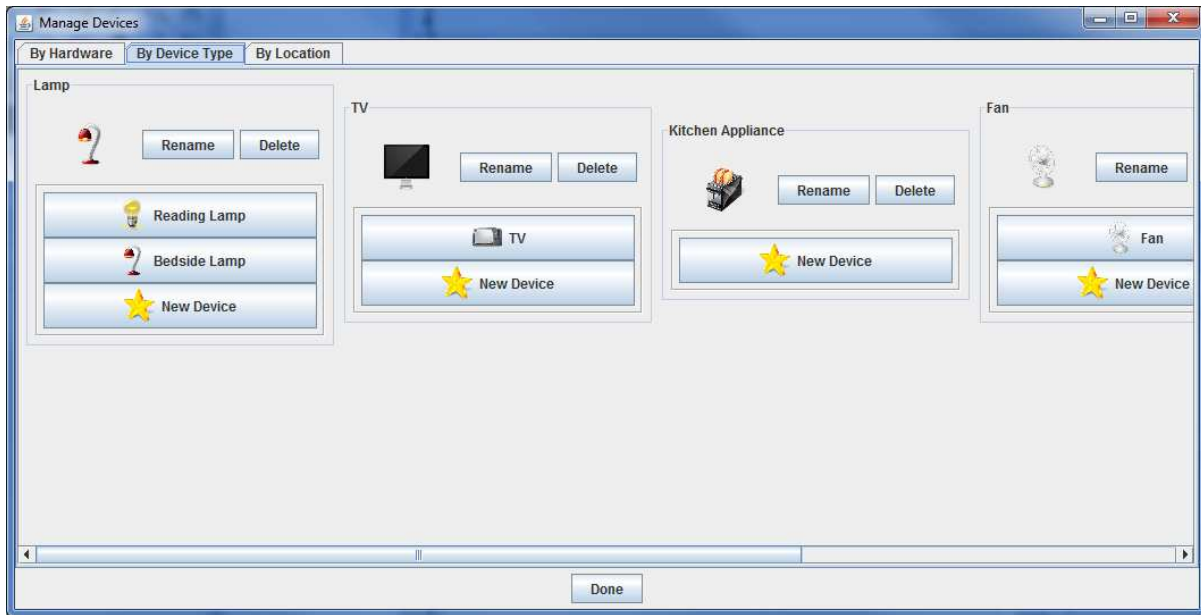 Manage Devices
By Hardware By Device Type By Location
Lamp
Rename Delete
Reading Lamp
Bedside Lamp
New Device
TV
Rename Delete
TV
New Device
Kitchen Appliance
Rename Delete
New Device
Fan
Rename
Fan
New Device
Done